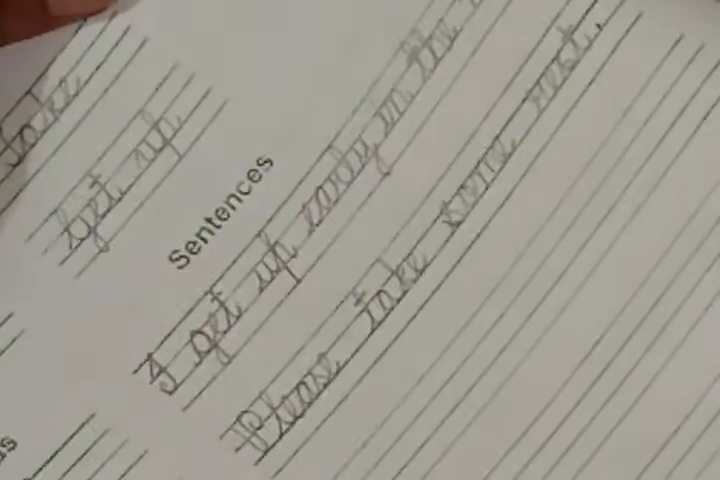 take
Get up
Sentences
I get up early in the
Please take some rest.